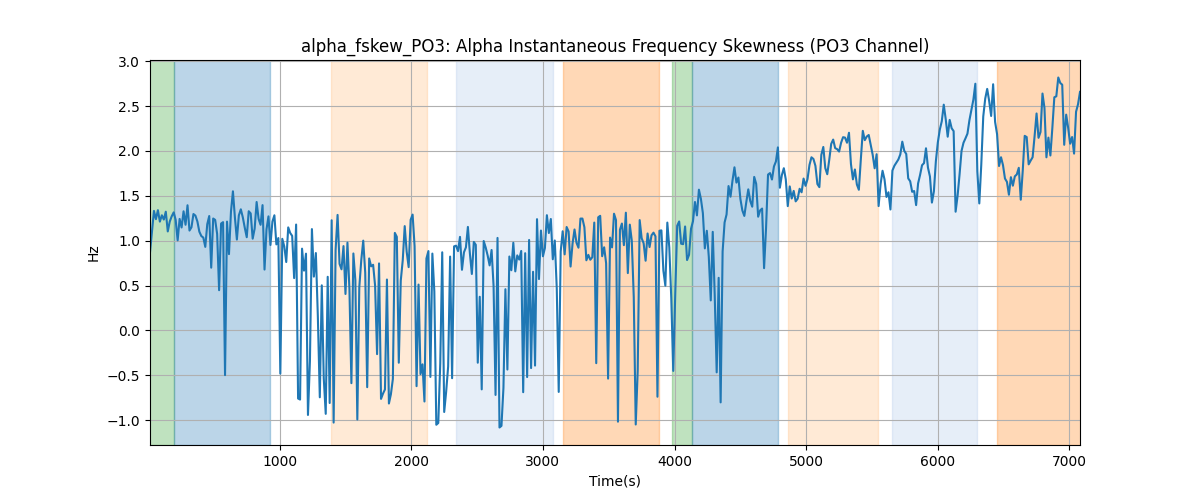 alpha_fskew_PO3: Alpha Instantaneous Frequency Skewness (PO3 Channel)
3.0
2.5
2.0
1.5
1.0
0.5
0.0
−0.5
−1.0
Hz
1000 2000 3000 4000 5000 6000 7000
Time(s)